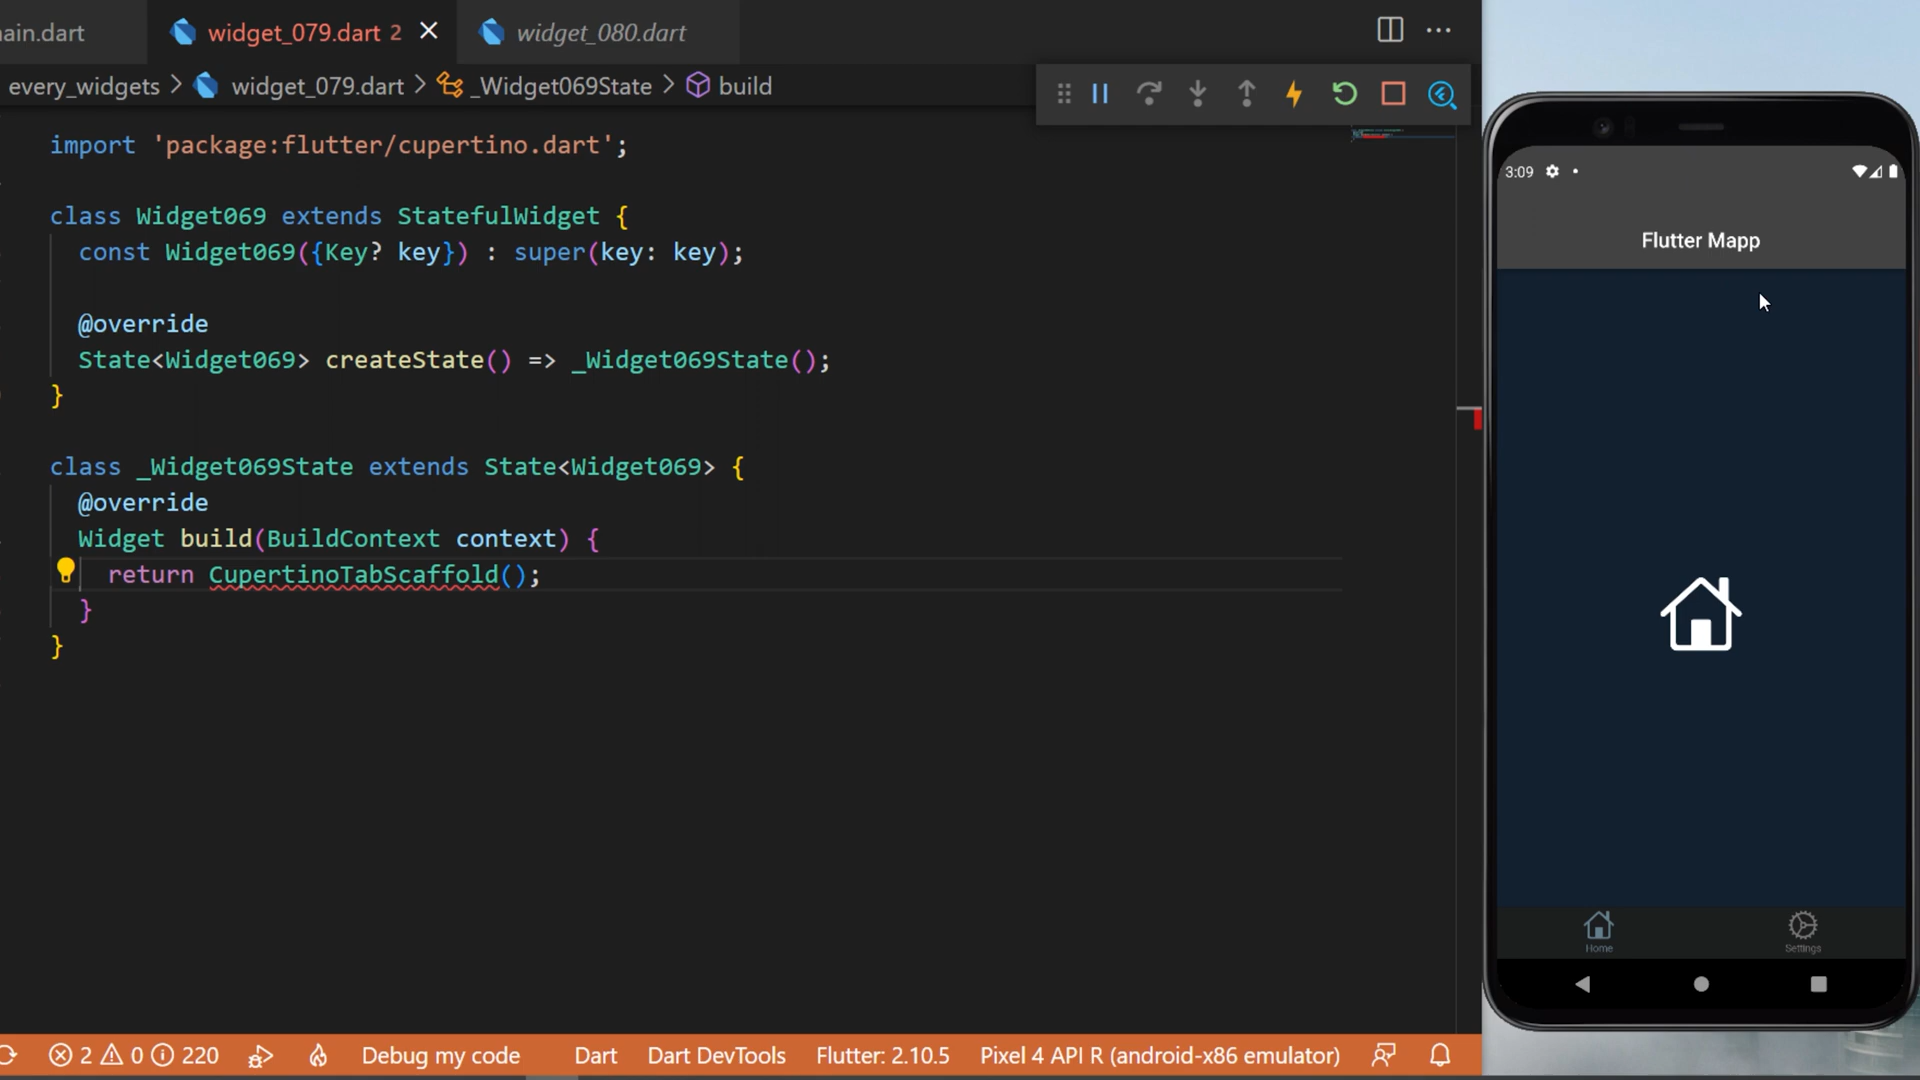 ain.dart
widget_079.dart 2
widget_080.dart
every_widgets > widget_079.dart > _Widget069State > build
import 'package:flutter/cupertino.dart';
class Widget069 extends StatefulWidget {
const Widget069({Key? key}) : super(key: key);
@override
State<Widget069> createState() => _Widget069State();
}
class _Widget069State extends State<Widget069> {
@override
Widget build(BuildContext context) {
return CupertinoTabScaffold();
}
}
3:09
Flutter Mapp
Home
Settings
2 0 220 Debug my code Dart Dart DevTools Flutter: 2.10.5 Pixel 4 API R (android-x86 emulator)